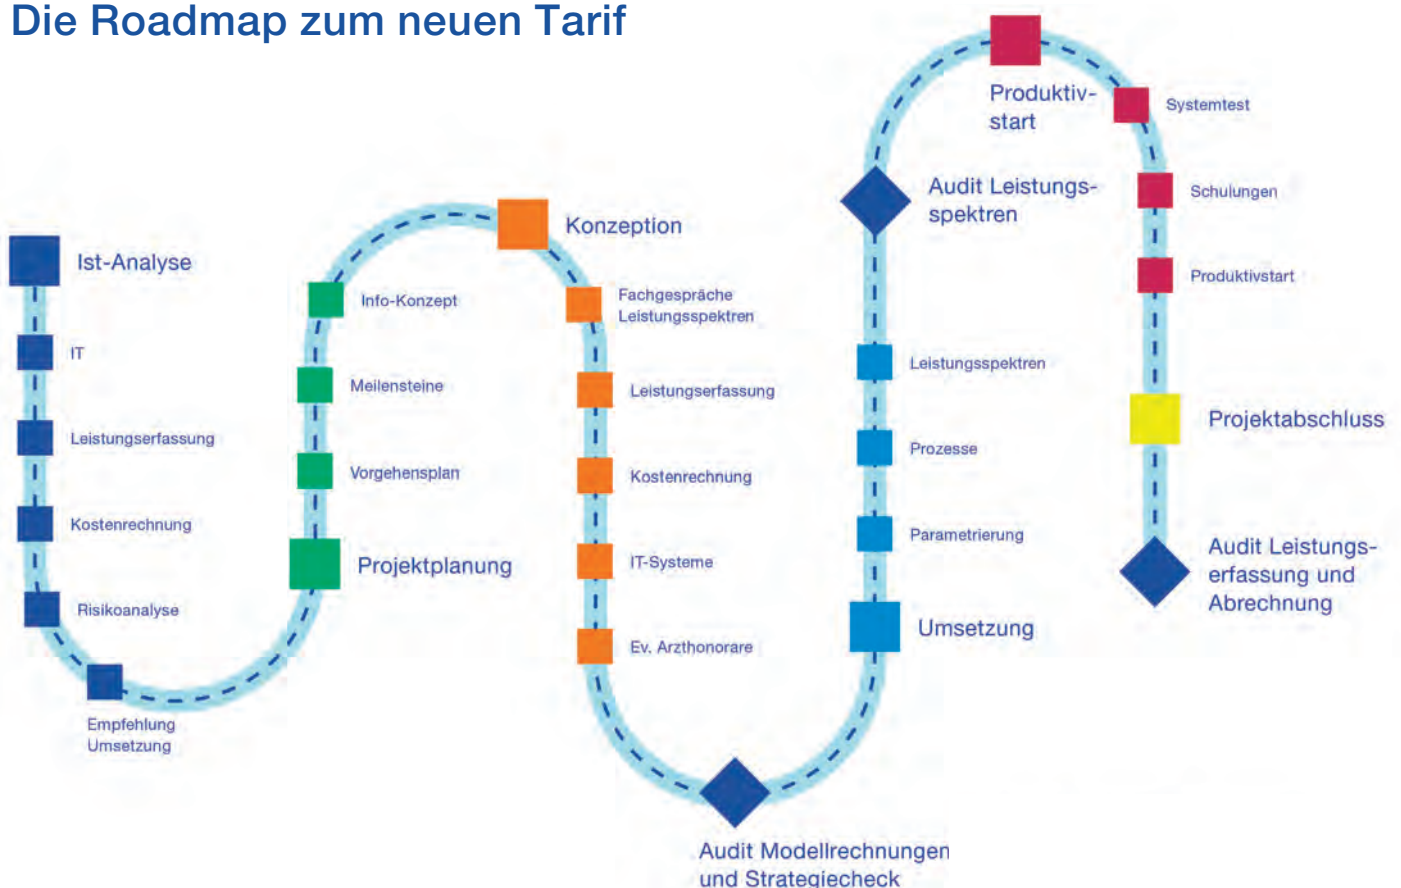 Die Roadmap zum neuen Tarif
Ist-Analyse
IT
Leistungserfassung
Kostenrechnung
Risikoanalyse
Empfehlung
Umsetzung
Projektplanung
Vorgehensplan
Meilensteine
Info-Konzept
Konzeption
Fachgespräche
Leistungsspektren
Leistungserfassung
Kostenrechnung
IT-Systeme
Ev. Arzthonorare
Audit Modellrechnungen
und Strategiecheck
Umsetzung
Parametrierung
Prozesse
Leistungsspektren
Audit Leistungs-
spektren
Produktiv-
start
Systemtest
Schulungen
Produktivstart
Projektabschluss
Audit Leistungs-
erfassung und
Abrechnung